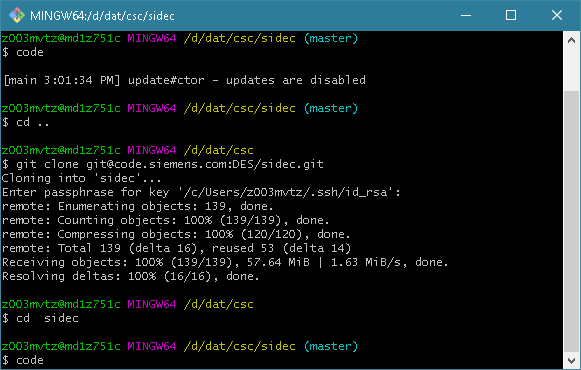 MINGW64:/d/dat/csc/sidec
z003mvtz@md1z751c MINGW64 /d/dat/csc/sidec (master)
$ code
[main 3:01:34 PM] update#ctor - updates are disabled
z003mvtz@md1z751c MINGW64 /d/dat/csc/sidec (master)
$ cd ..
z003mvtz@md1z751c MINGW64 /d/dat/csc
$ git clone git@code.siemens.com:DES/sidec.git
Cloning into 'sidec'...
Enter passphrase for key '/c/Users/z003mvtz/.ssh/id_rsa':
remote: Enumerating objects: 139, done.
remote: Counting objects: 100% (139/139), done.
remote: Compressing objects: 100% (120/120), done.
remote: Total 139 (delta 16), reused 53 (delta 14)
Receiving objects: 100% (139/139), 57.64 MiB | 1.63 MiB/s, done.
Resolving deltas: 100% (16/16), done.
z003mvtz@md1z751c MINGW64 /d/dat/csc
$ cd  sidec
z003mvtz@md1z751c MINGW64 /d/dat/csc/sidec (master)
$ code